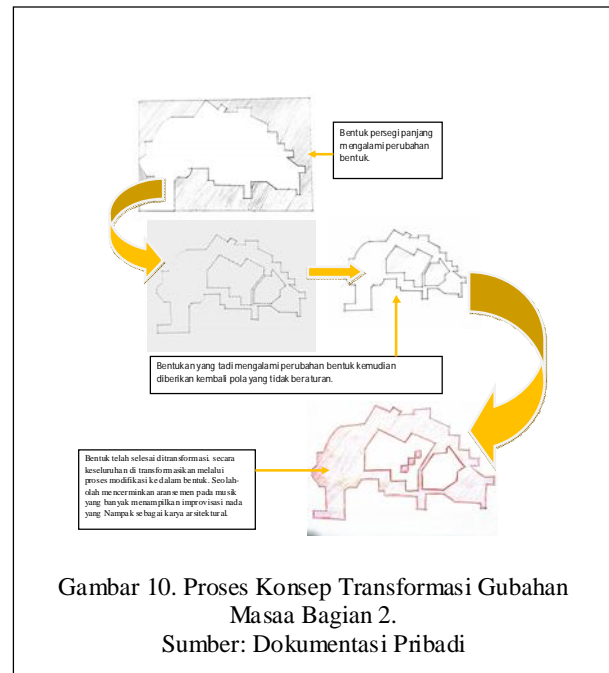 Bentuk persegi panjang
mengalami perubahan
bentuk.
Bentukan yang tadi mengalami perubahan bentuk kemudian
diberikan kembali pola yang tidak beraturan.
Bentuk telah selesai ditransformasi. secara
keseluruhan di transformasikan melalui
proses modifikasi ke dalam bentuk. Seolah-
olah mencerminkan aransemen pada musik
yang banyak menampilkan improvisasi nada
yang Nampak sebagai karya arsitektural.
Gambar 10. Proses Konsep Transformasi Gubahan
Masaa Bagian 2.
Sumber: Dokumentasi Pribadi